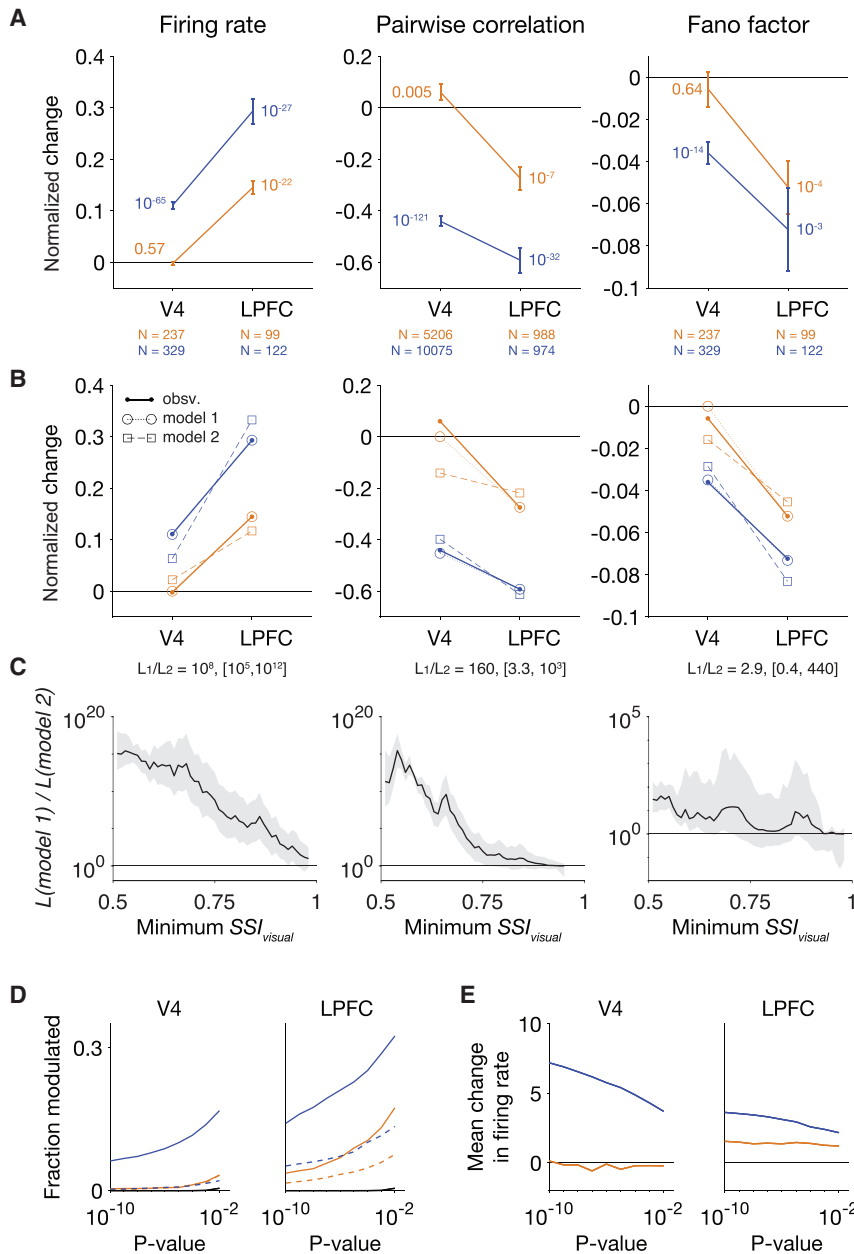 A
Firing rate
Pairwise correlation
Fano factor
Normalized change
0.4
0.3
0.2
0.1
0
10-65
10-27
0.57
10-22
V4
LPFC
N = 237
N = 99
N = 329
N = 122
0.2
0
-0.2
-0.4
-0.6
0.005
10-7
10-121
10-32
V4
LPFC
N = 5206
N = 988
N = 10075
N = 974
0
-0.02
-0.04
-0.06
-0.08
-0.1
0.64
10-14
10-4
10-3
V4
LPFC
N = 237
N = 99
N = 329
N = 122
B
Normalized change
0.4
0.3
0.2
0.1
0
obsv.
model 1
model 2
V4
LPFC
0.2
0
-0.2
-0.4
-0.6
V4
LPFC
0
-0.02
-0.04
-0.06
-0.08
-0.1
V4
LPFC
C
L1/L2 = 108, [105,1012]
L1/L2 = 160, [3.3, 103]
L1/L2 = 2.9, [0.4, 440]
L(model 1) / L(model 2)
1020
100
0.5
0.75
1
Minimum SSIvisual
1020
100
0.5
0.75
1
Minimum SSIvisual
105
100
0.5
0.75
1
Minimum SSIvisual
D
V4
LPFC
Fraction modulated
0.3
0
10-10
10-2
P-value
10-10
10-2
P-value
E
V4
LPFC
Mean change
in firing rate
10
5
0
10-10
10-2
P-value
10-10
10-2
P-value